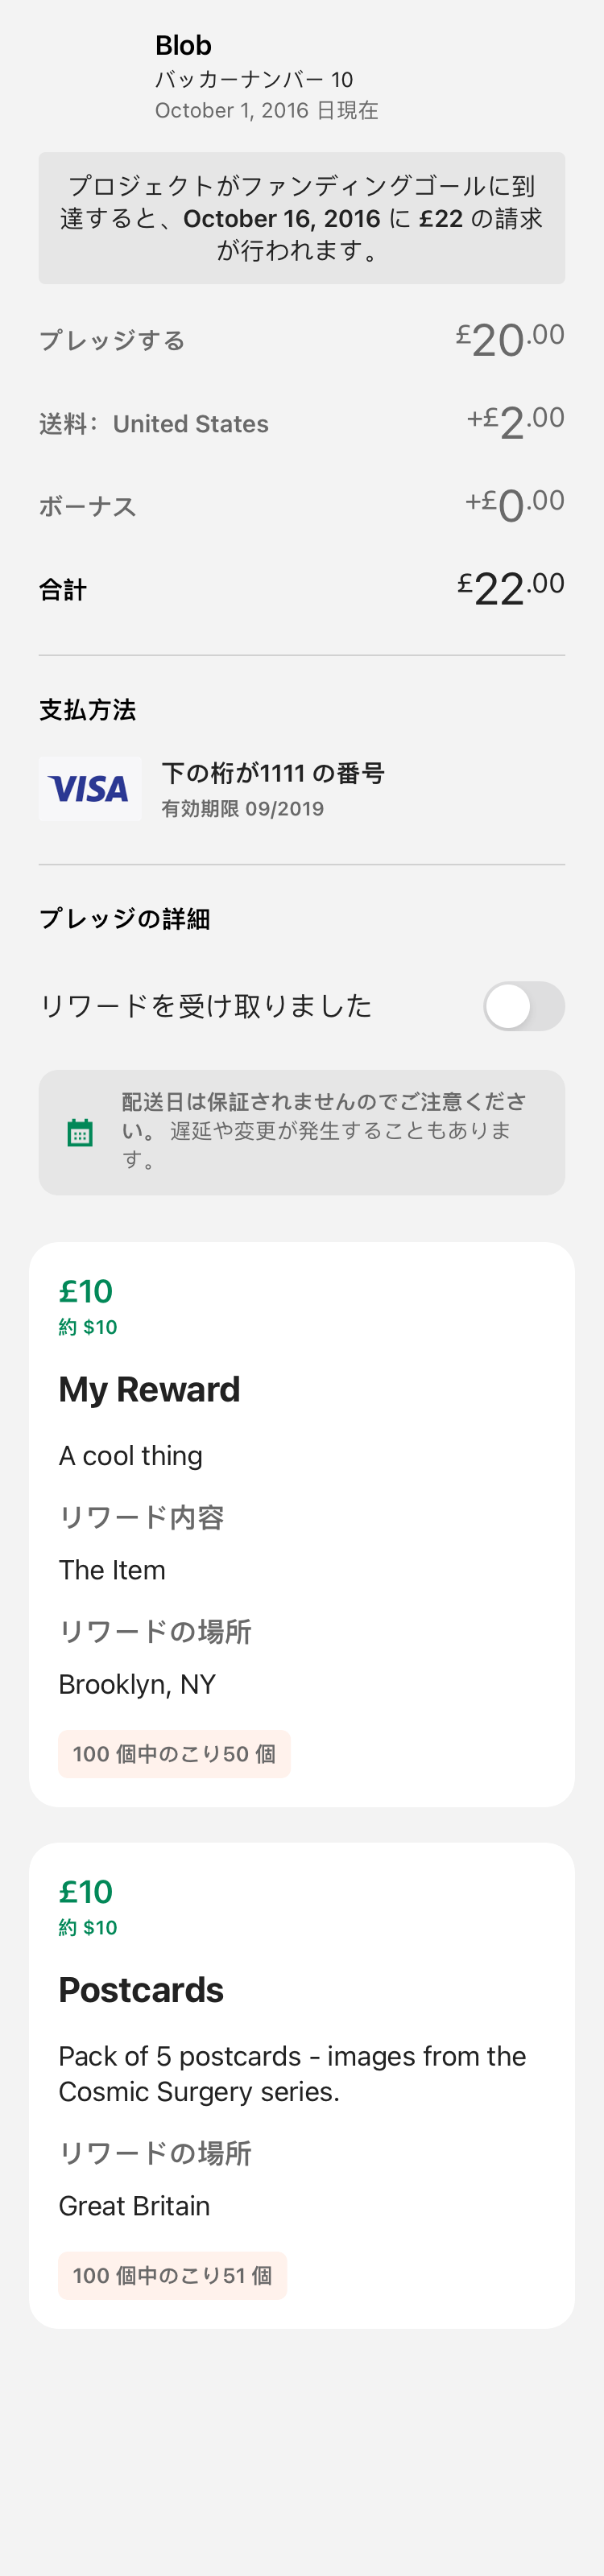 Blob
バッカーナンバー 10
October 1, 2016 日現在
プロジェクトがファンディングゴールに到
達すると、October 16, 2016 に £22 の請求
が行われます。
プレッジする £20.00
送料: United States +£2.00
ボーナス +£0.00
合計 £22.00
支払方法
VISA
下の桁が1111 の番号
有効期限 09/2019
プレッジの詳細
リワードを受け取りました
配送日は保証されませんのでご注意くださ
い。 遅延や変更が発生することもありま
す。
£10
約 $10
My Reward
A cool thing
リワード内容
The Item
リワードの場所
Brooklyn, NY
100 個中のこり50 個
£10
約 $10
Postcards
Pack of 5 postcards - images from the
Cosmic Surgery series.
リワードの場所
Great Britain
100 個中のこり51 個